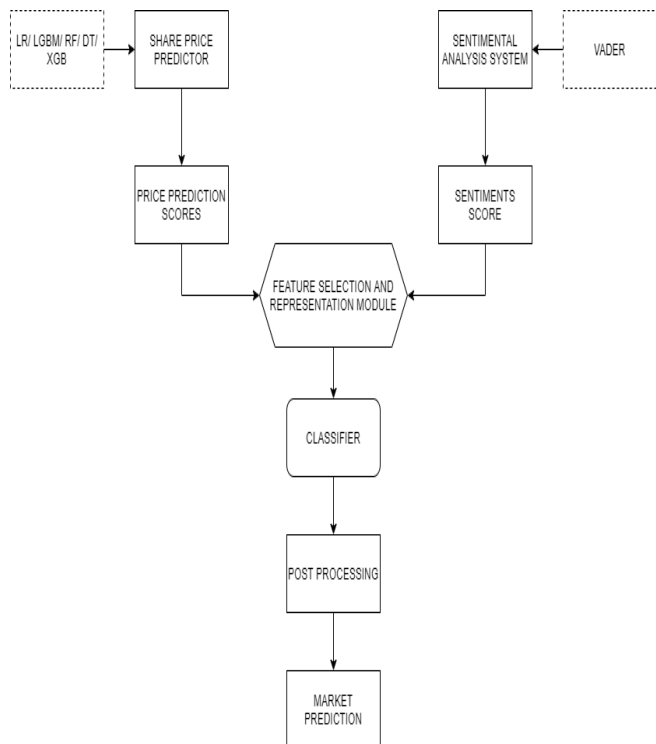 LR/ LGBM/ RF/ DT/
XGB
SHARE PRICE
PREDICTOR
SENTIMENTAL
ANALYSIS SYSTEM
VADER
PRICE PREDICTION
SCORES
SENTIMENTS
SCORE
FEATURE SELECTION AND
REPRESENTATION MODULE
CLASSIFIER
POST PROCESSING
MARKET
PREDICTION